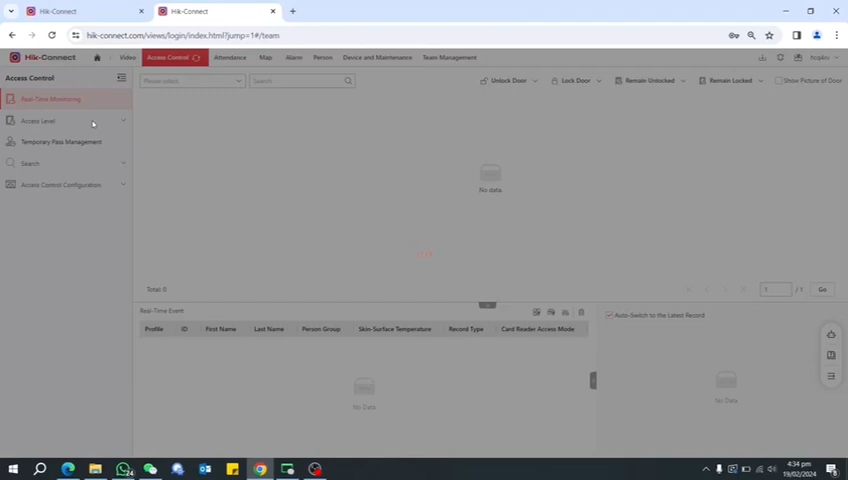 Hik-Connect
Hik-Connect
hik-connect.com/views/login/index.html?jump=1#/team
Hik-Connect
Video
Access Control
Attendance
Map
Alarm
Person
Device and Maintenance
Team Management
Access Control
Real-Time Monitoring
Access Level
Temporary Pass Management
Search
Access Control Configuration
Please select.
Search
Unlock Door
Lock Door
Remain Unlocked
Remain Locked
Show Picture of Door
No data.
Total: 0
1
/ 1
Go
Real-Time Event
Auto-Switch to the Latest Record
Profile
ID
First Name
Last Name
Person Group
Skin-Surface Temperature
Record Type
Card Reader Access Mode
No Data
No Data
24
4:34 pm
19/02/2024